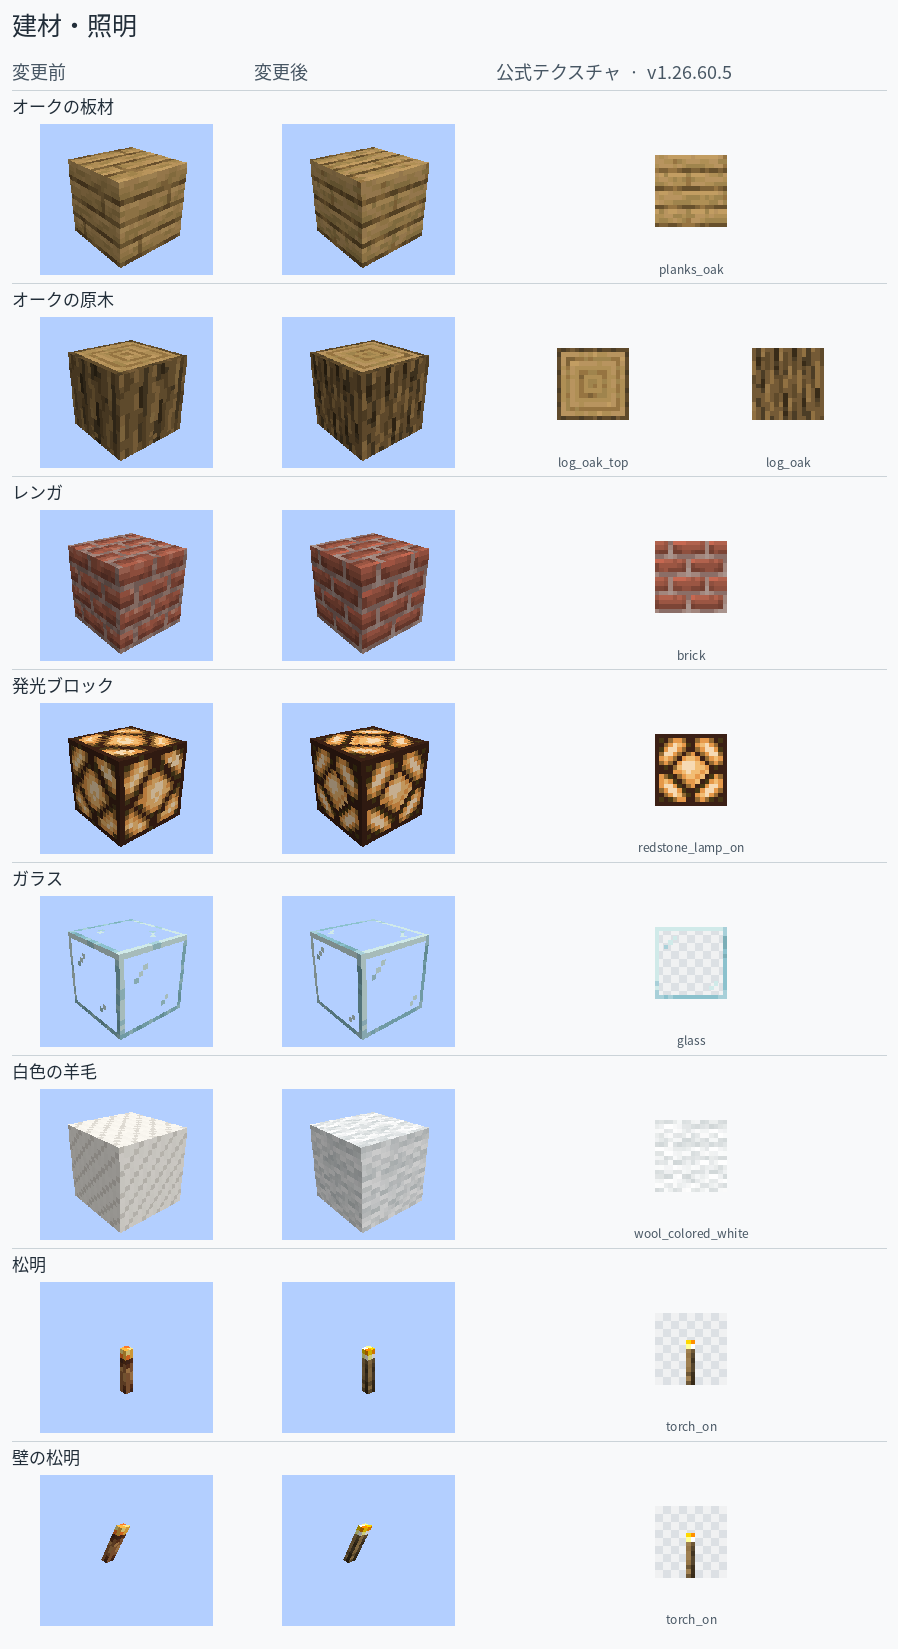 建材・照明
変更前 変更後 公式テクスチャ · v1.26.60.5
オークの板材
planks_oak
オークの原木
log_oak_top log_oak
レンガ
brick
発光ブロック
redstone_lamp_on
ガラス
glass
白色の羊毛
wool_colored_white
松明
torch_on
壁の松明
torch_on